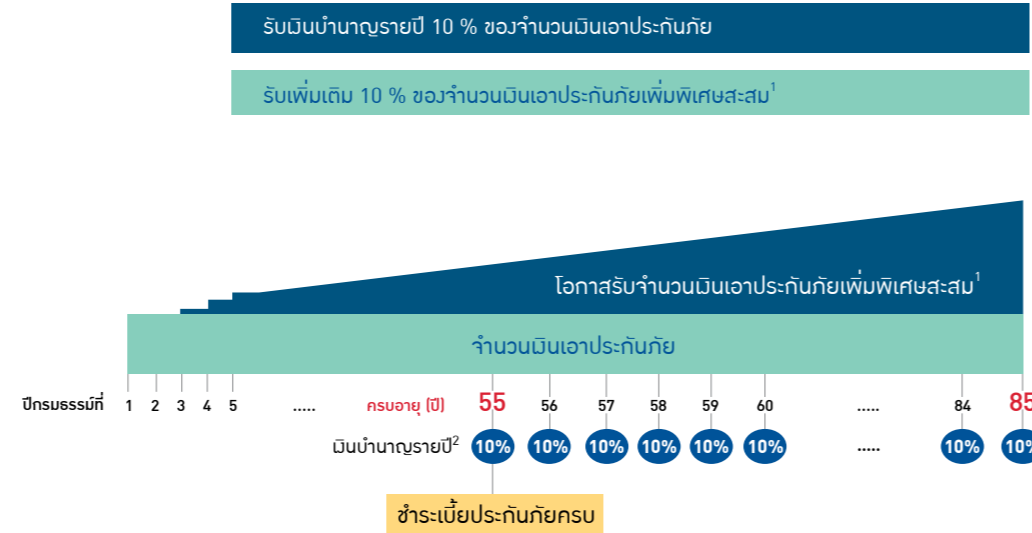 รับเงินบำนาญรายปี 10 % ของจำนวนเงินเอาประกันภัย
รับเพิ่มเติม 10 % ของจำนวนเงินเอาประกันภัยเพิ่มพิเศษสะสม¹
โอกาสรับจำนวนเงินเอาประกันภัยเพิ่มพิเศษสะสม¹
จำนวนเงินเอาประกันภัย
ปีกรมธรรม์ที่ 1 2 3 4 5 ..... ครบอายุ (ปี) 55 56 57 58 59 60 ..... 84 85
เงินบำนาญรายปี² 10% 10% 10% 10% 10% 10% ..... 10% 10%
ชำระเบี้ยประกันภัยครบ